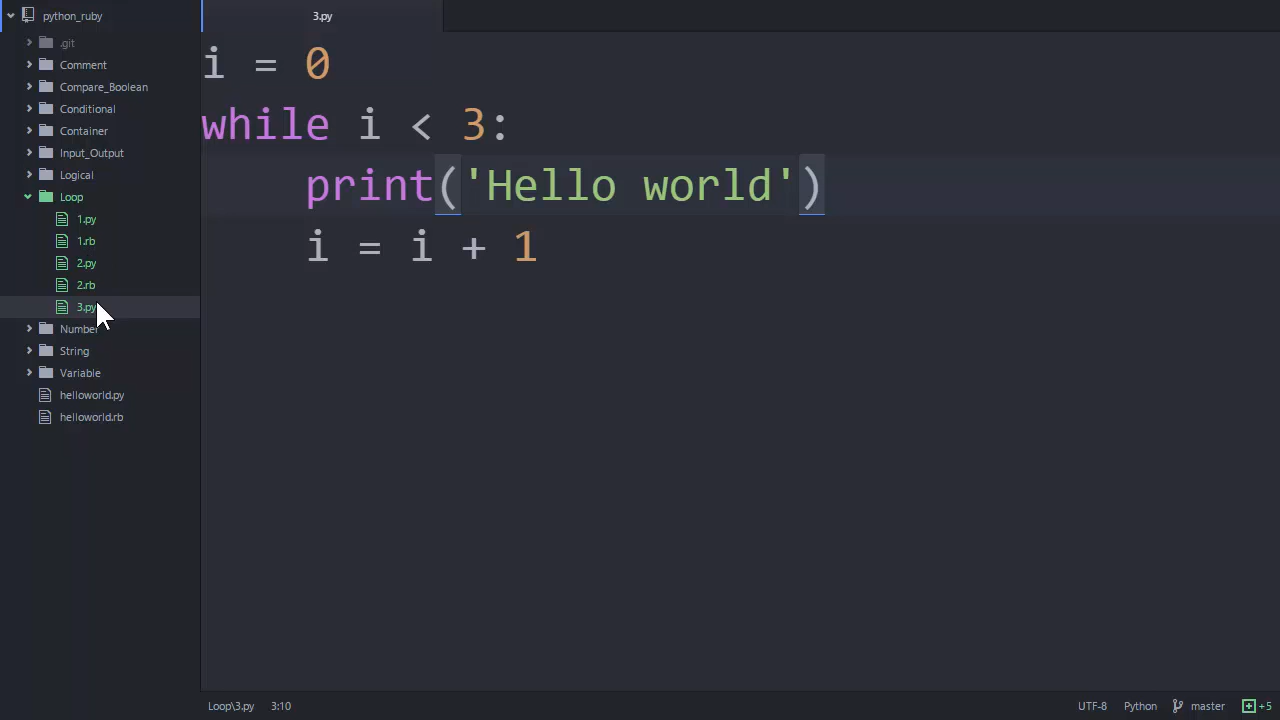 python_ruby
.git
Comment
Compare_Boolean
Conditional
Container
Input_Output
Logical
Loop
1.py
1.rb
2.py
2.rb
3.py
Number
String
Variable
helloworld.py
helloworld.rb
3.py
i = 0
while i < 3:
    print('Hello world')
    i = i + 1
Loop\3.py 3:10 UTF-8 Python master +5